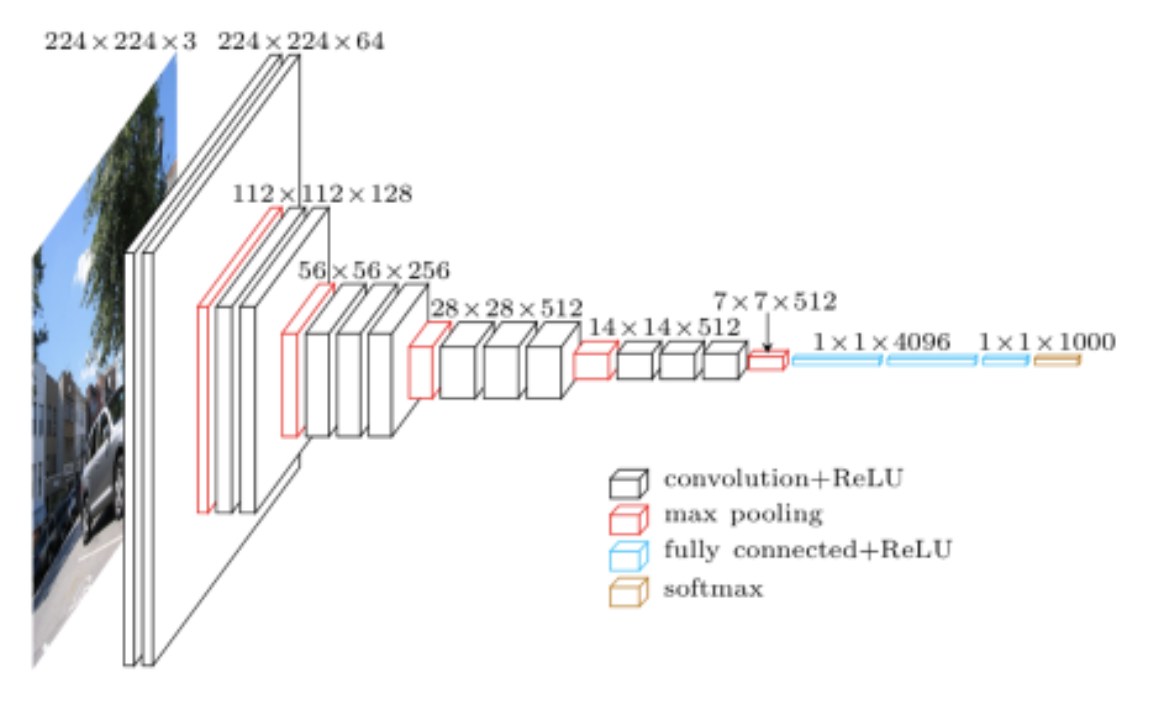 224×224×3
224×224×64
112×112×128
56×56×256
28×28×512
14×14×512
7×7×512
1×1×4096
1×1×1000
convolution+ReLU
max pooling
fully connected+ReLU
softmax